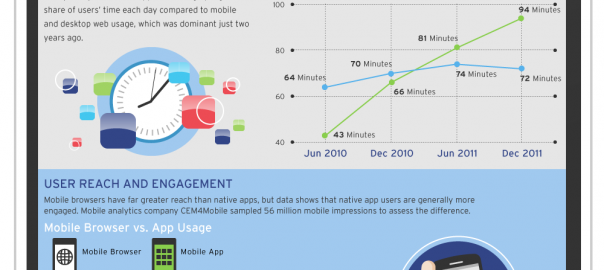 share of users' time each day compared to mobile
and desktop web usage, which was dominant just two
years ago.
100
94 Minutes
81 Minutes
80
70 Minutes
64 Minutes
74 Minutes
72 Minutes
66 Minutes
60
43 Minutes
40
Jun 2010 Dec 2010 Jun 2011 Dec 2011
USER REACH AND ENGAGEMENT
Mobile browsers have far greater reach than native apps, but data shows that native app users are generally more
engaged. Mobile analytics company CEM4Mobile sampled 56 million mobile impressions to assess the difference.
Mobile Browser vs. App Usage
Mobile Browser Mobile App